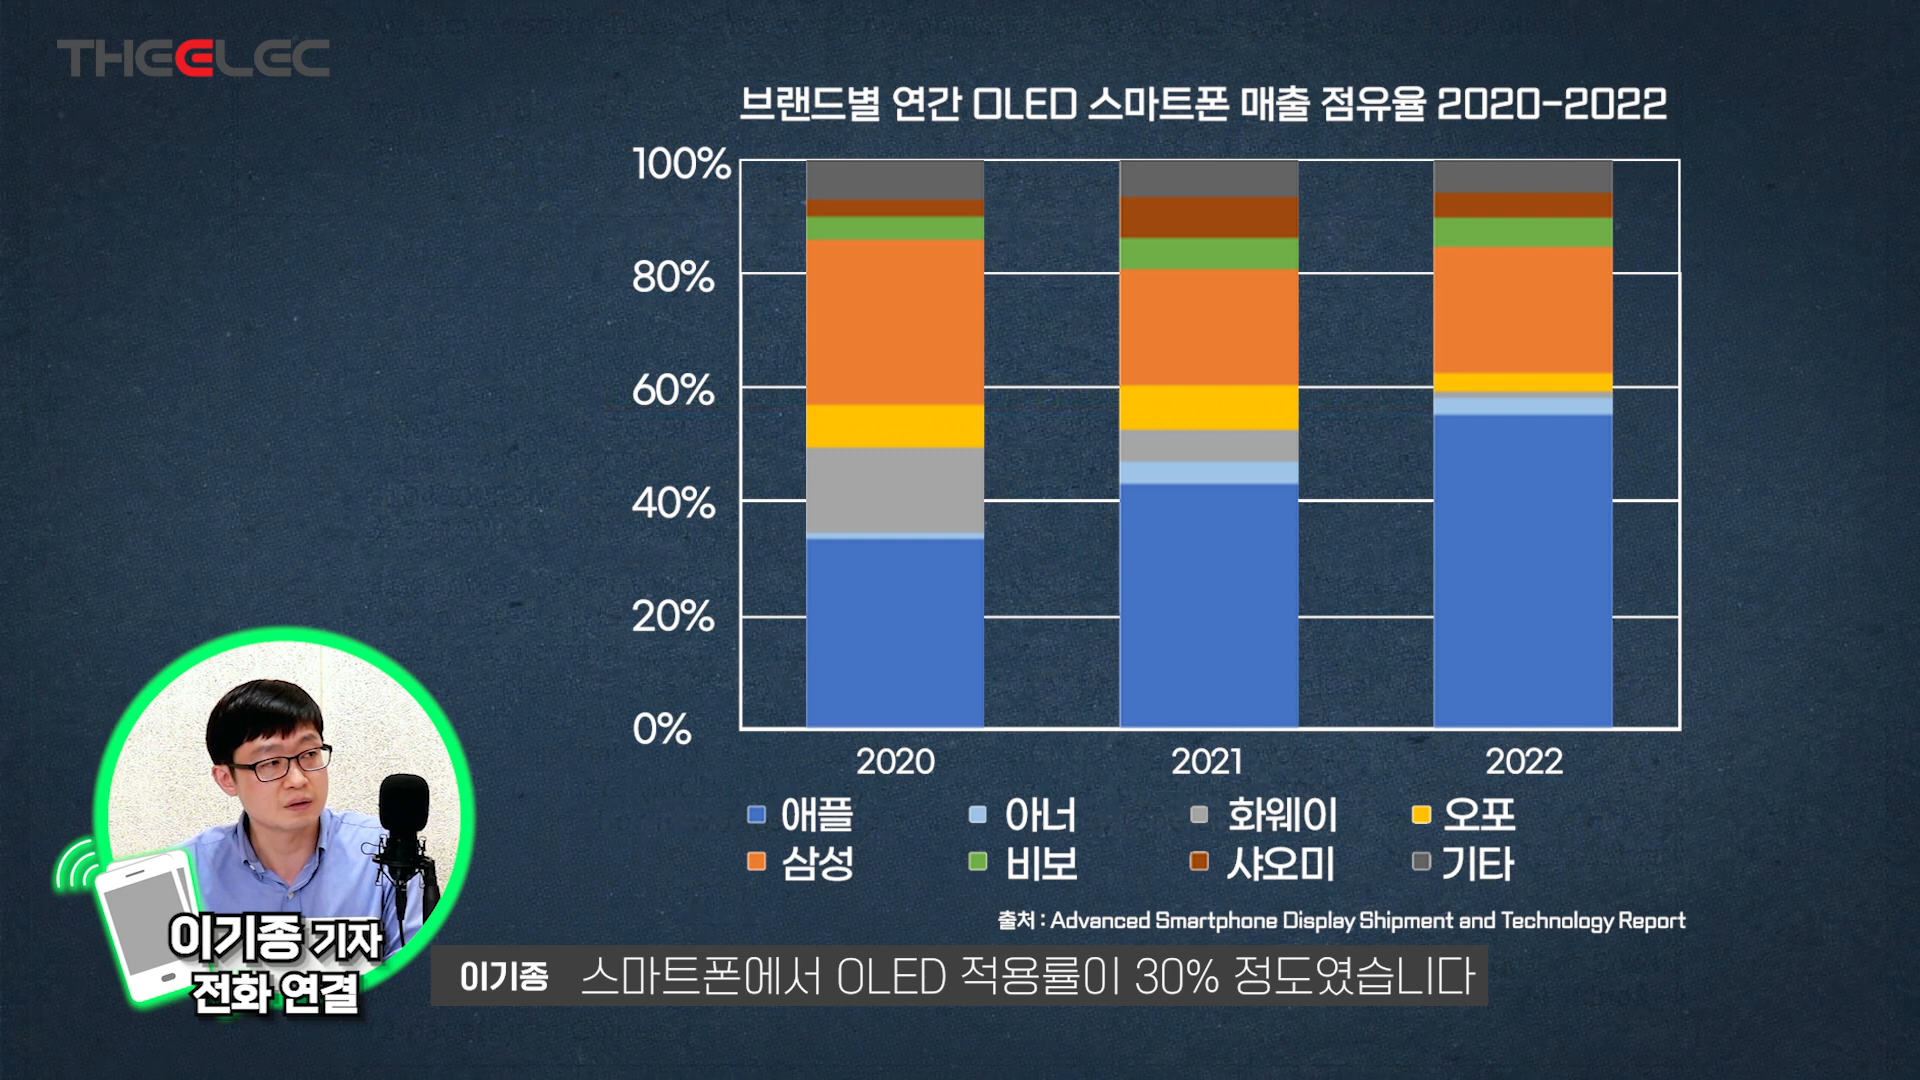 THEELEC
브랜드별 연간 OLED 스마트폰 매출 점유율 2020-2022
100%
80%
60%
40%
20%
0%
2020 2021 2022
애플 아너 화웨이 오포
삼성 비보 샤오미 기타
출처 : Advanced Smartphone Display Shipment and Technology Report
이기종 기자
전화 연결
이기종 스마트폰에서 OLED 적용률이 30% 정도였습니다